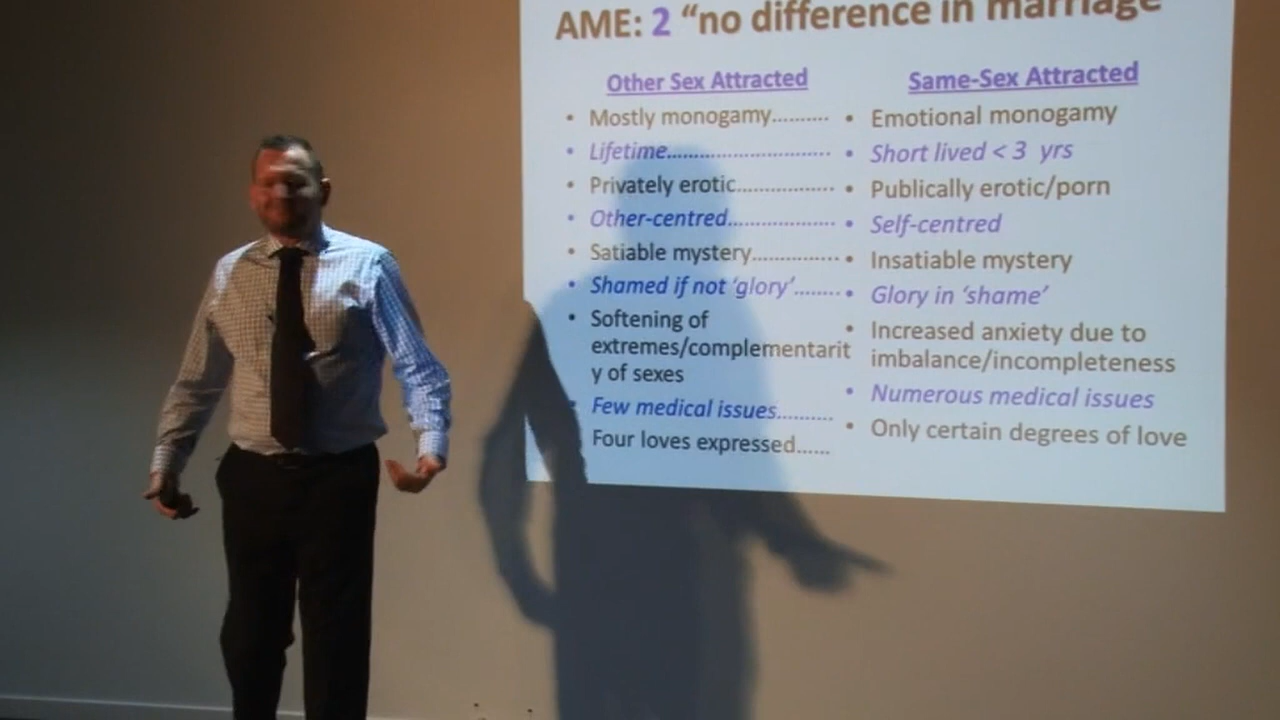 AME: 2 “no difference in marriage
Other Sex Attracted
• Mostly monogamy..........
• Lifetime..............................
• Privately erotic..................
• Other-centred....................
• Satiable mystery................
• Shamed if not ‘glory’........
• Softening of
extremes/complementarit
y of sexes
Few medical issues..........
Four loves expressed......
Same-Sex Attracted
• Emotional monogamy
• Short lived < 3 yrs
• Publically erotic/porn
• Self-centred
• Insatiable mystery
• Glory in ‘shame’
• Increased anxiety due to
imbalance/incompleteness
• Numerous medical issues
• Only certain degrees of love